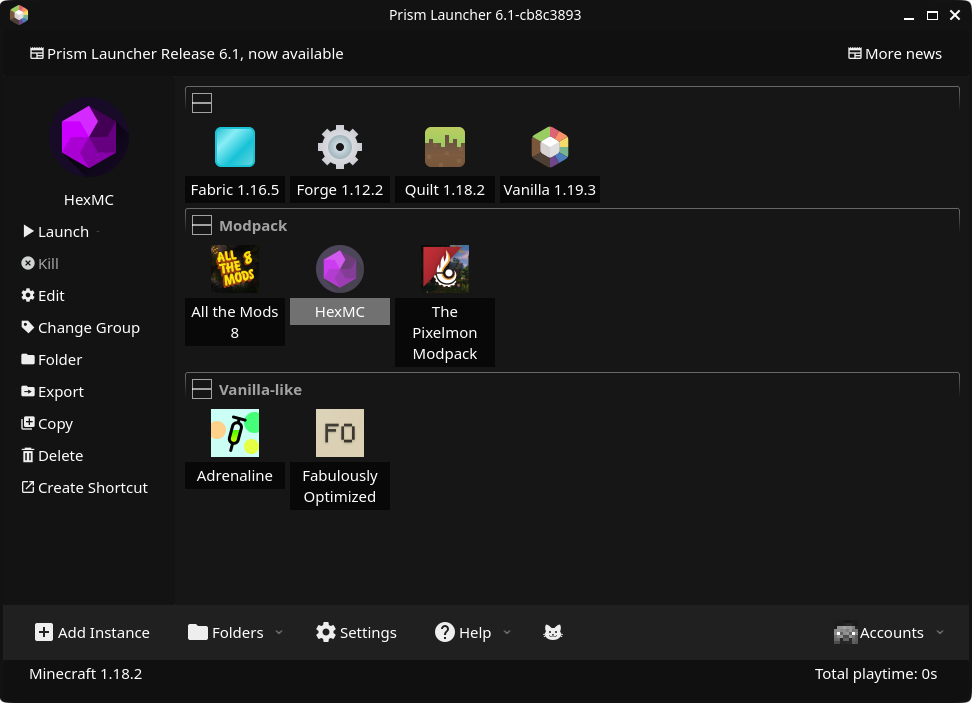 Prism Launcher 6.1-cb8c3893
Prism Launcher Release 6.1, now available
More news
HexMC
Launch
Kill
Edit
Change Group
Folder
Export
Copy
Delete
Create Shortcut
Fabric 1.16.5
Forge 1.12.2
Quilt 1.18.2
Vanilla 1.19.3
Modpack
ALL
THE 8
MODS
All the Mods
8
HexMC
The
Pixelmon
Modpack
Vanilla-like
Adrenaline
FO
Fabulously
Optimized
Add Instance
Folders
Settings
Help
Accounts
Minecraft 1.18.2
Total playtime: 0s